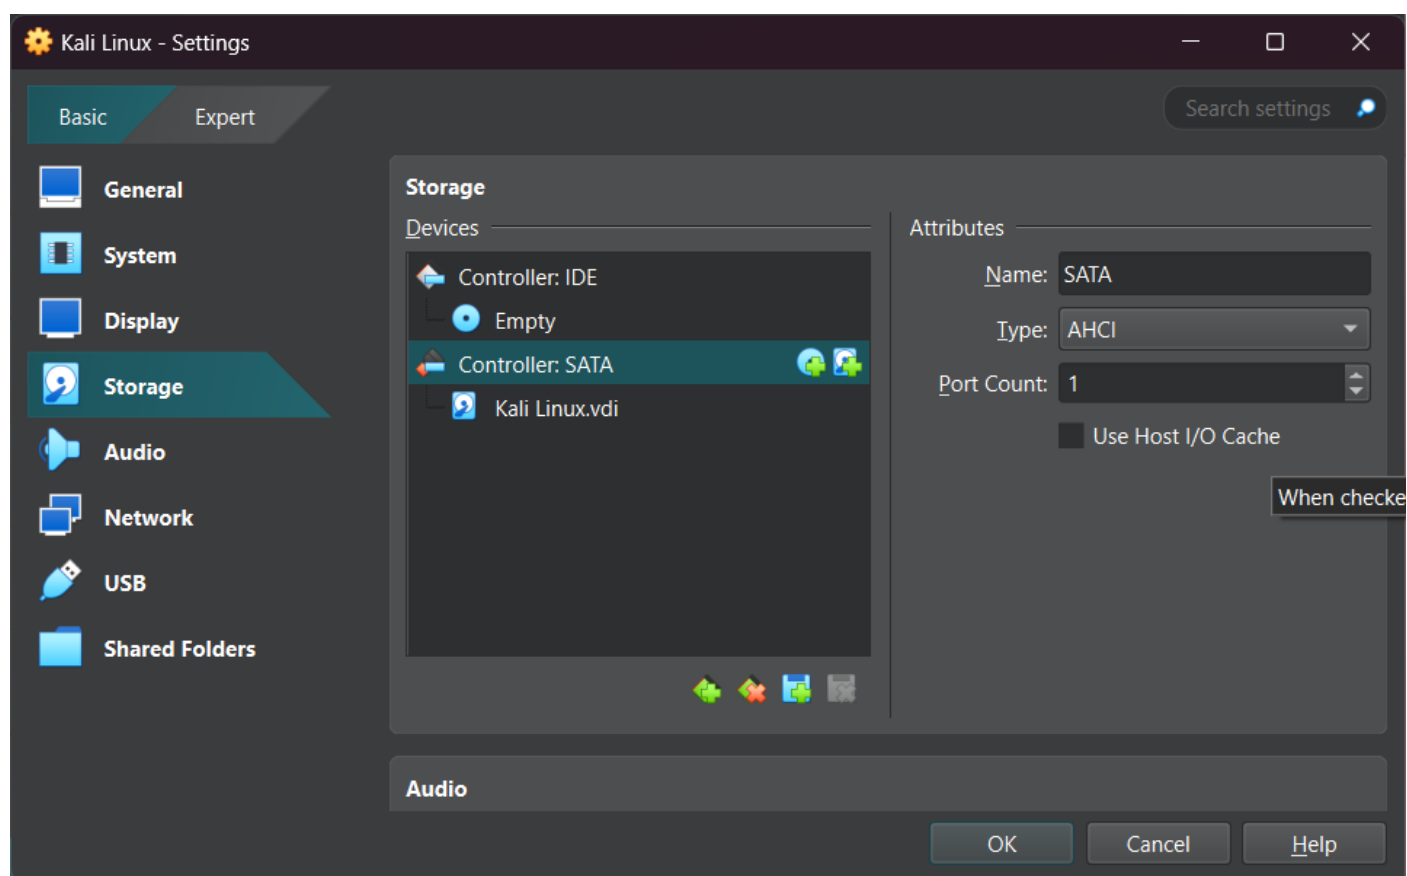 Kali Linux - Settings
Basic
Expert
Search settings
General
System
Display
Storage
Audio
Network
USB
Shared Folders
Storage
Devices
Controller: IDE
Empty
Controller: SATA
Kali Linux.vdi
Attributes
Name: SATA
Type: AHCI
Port Count: 1
Use Host I/O Cache
When checke
Audio
OK
Cancel
Help